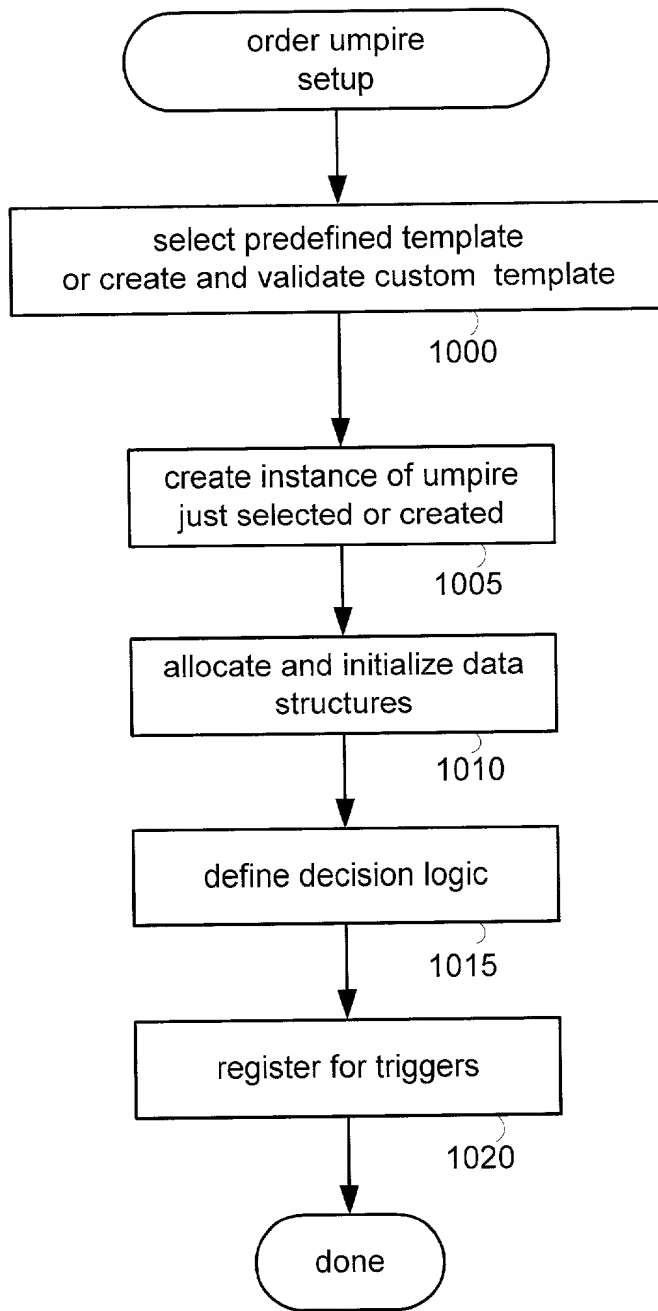 order umpire
setup
select predefined template
or create and validate custom template
1000
create instance of umpire
just selected or created
1005
allocate and initialize data
structures
1010
define decision logic
1015
register for triggers
1020
done